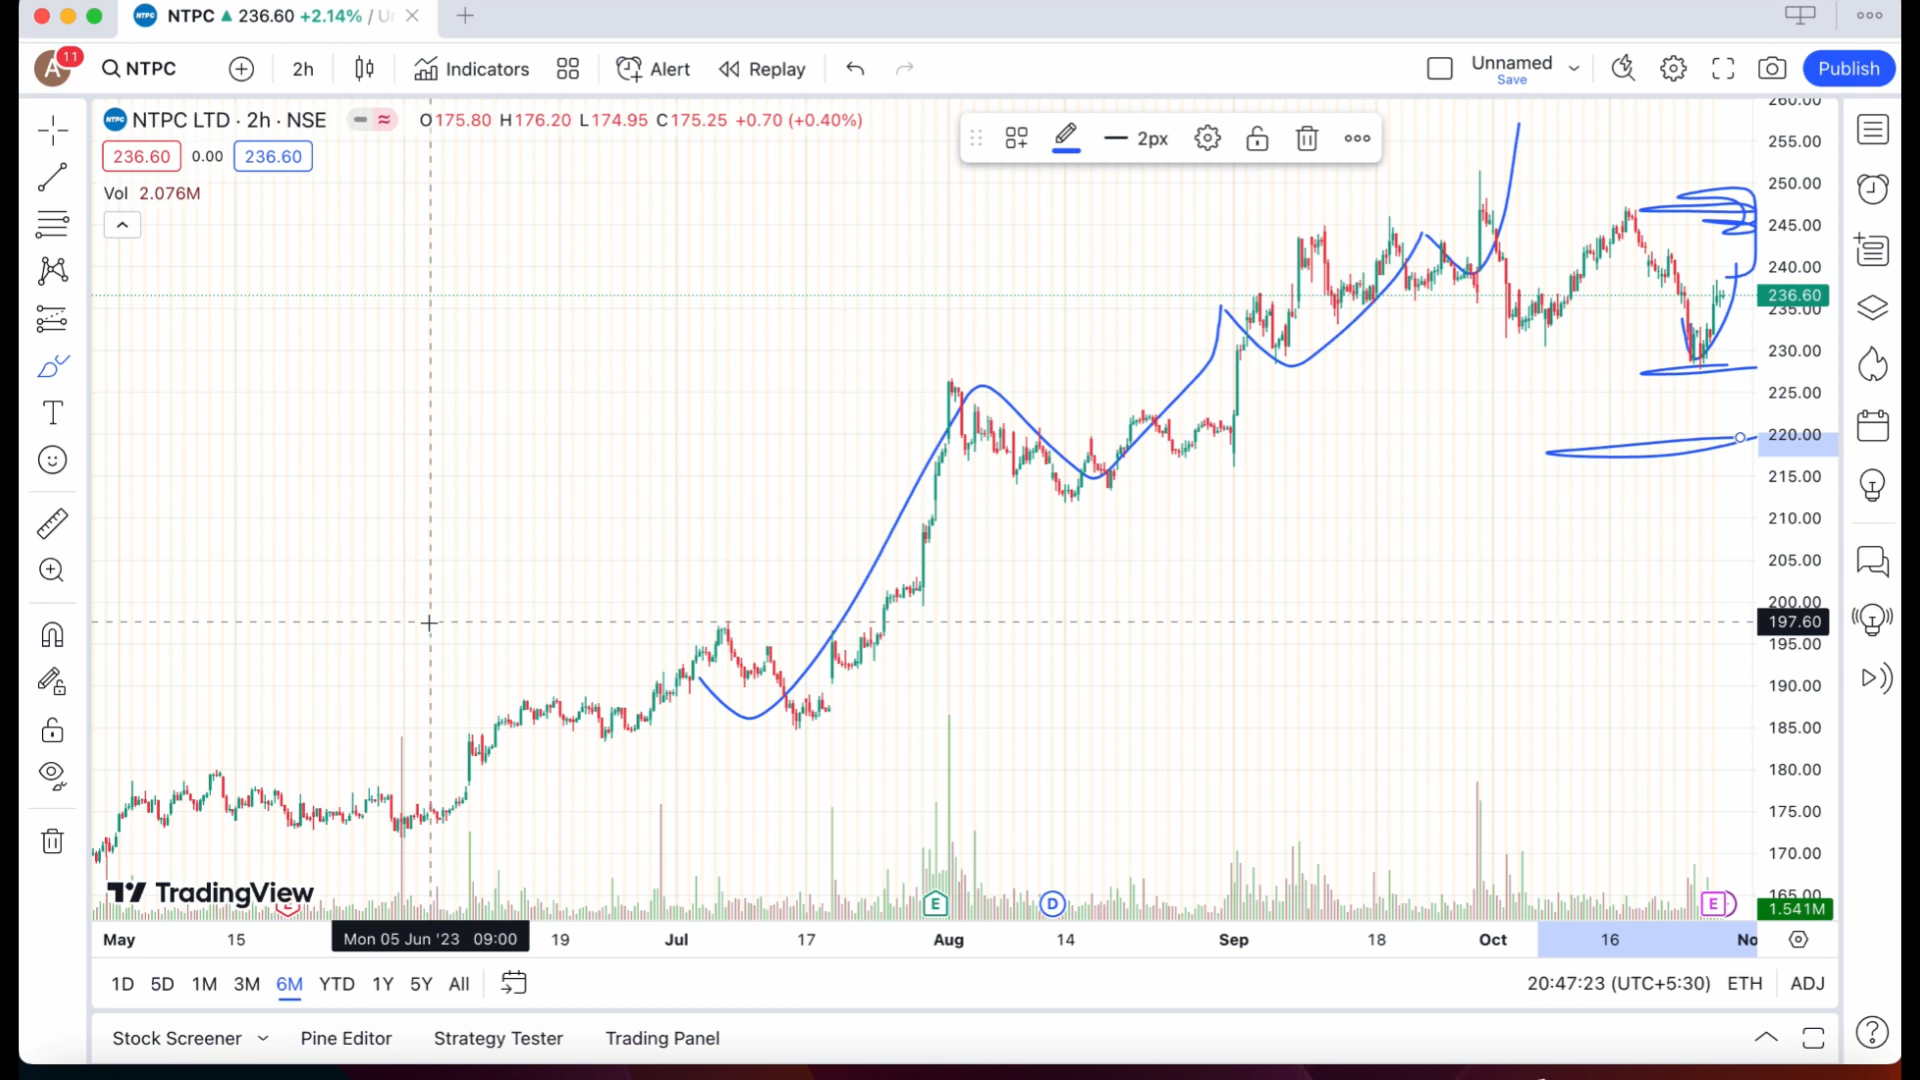 NTPC ▲ 236.60 +2.14% / Ur
A 11 NTPC 2h Indicators Alert Replay Unnamed Save Publish
NTPC LTD · 2h · NSE O175.80 H176.20 L174.95 C175.25 +0.70 (+0.40%)
236.60 0.00 236.60
Vol 2.076M
2px
260.00
255.00
250.00
245.00
240.00
236.60
235.00
230.00
225.00
220.00
215.00
210.00
205.00
200.00
197.60
195.00
190.00
185.00
180.00
175.00
170.00
165.00
1.541M
TradingView
E D E
May 15 Mon 05 Jun '23 09:00 19 Jul 17 Aug 14 Sep 18 Oct 16 No
1D 5D 1M 3M 6M YTD 1Y 5Y All 20:47:23 (UTC+5:30) ETH ADJ
Stock Screener Pine Editor Strategy Tester Trading Panel